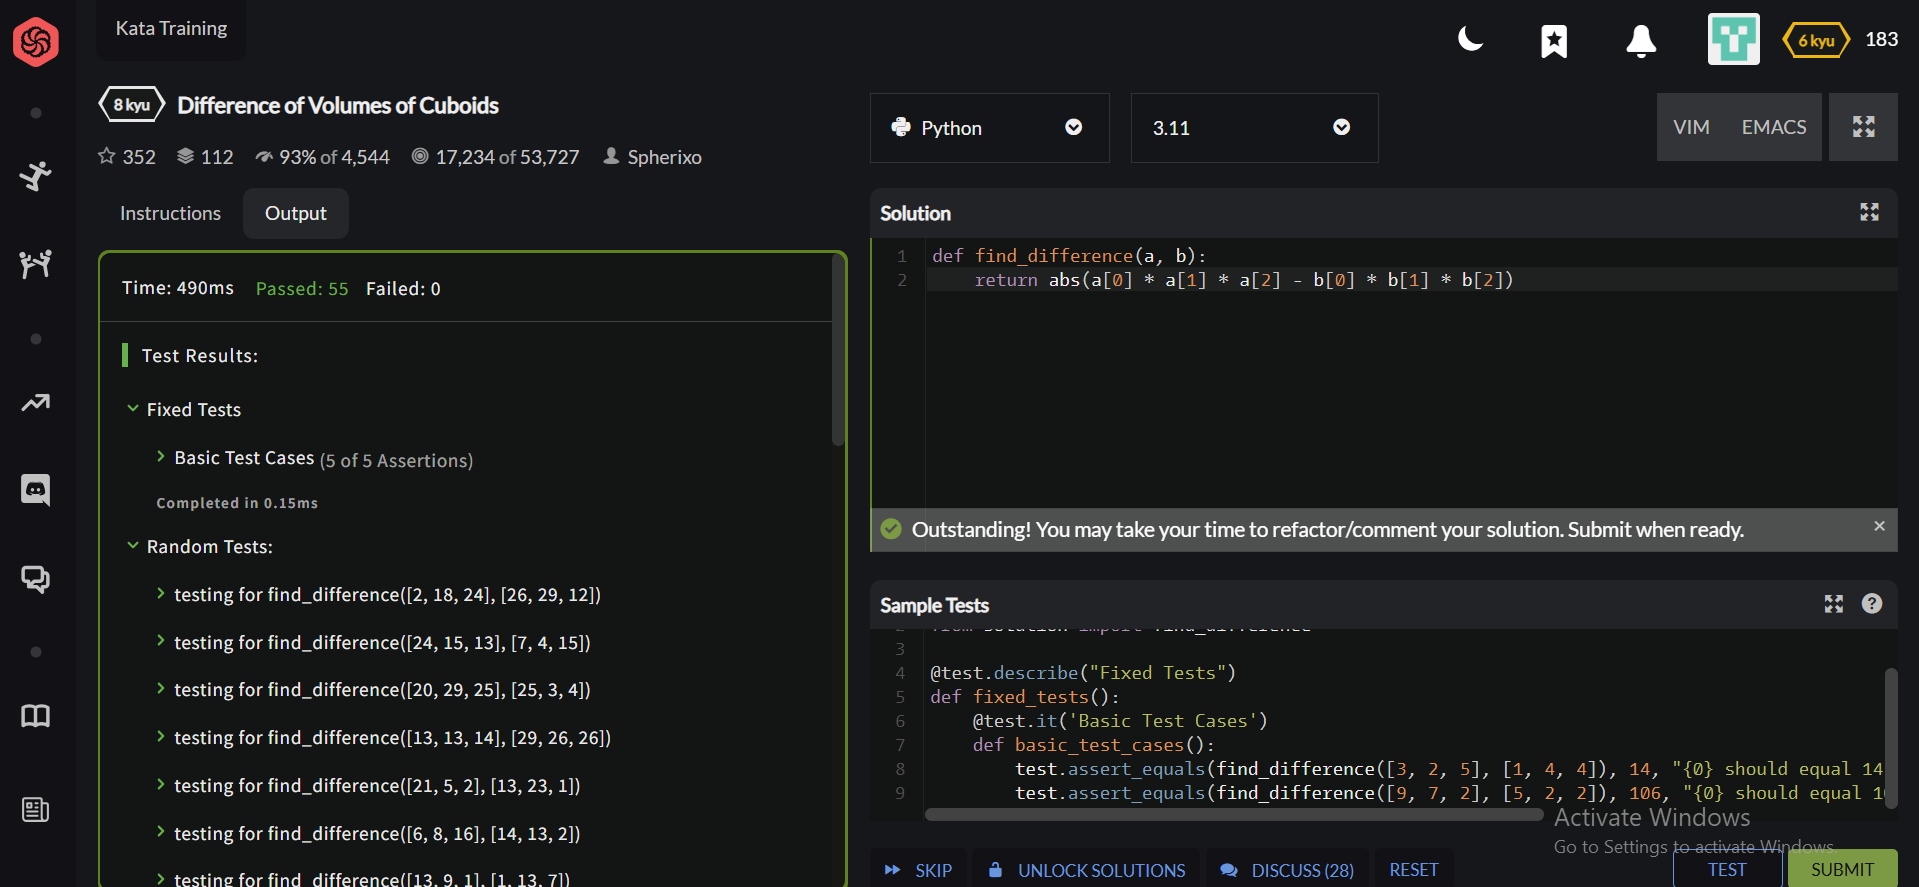 Kata Training
6 kyu 183
8 kyu Difference of Volumes of Cuboids
352 112 93% of 4,544 17,234 of 53,727 Spherixo
Instructions Output
Time: 490ms Passed: 55 Failed: 0
Test Results:
Fixed Tests
Basic Test Cases (5 of 5 Assertions)
Completed in 0.15ms
Random Tests:
testing for find_difference([2, 18, 24], [26, 29, 12])
testing for find_difference([24, 15, 13], [7, 4, 15])
testing for find_difference([20, 29, 25], [25, 3, 4])
testing for find_difference([13, 13, 14], [29, 26, 26])
testing for find_difference([21, 5, 2], [13, 23, 1])
testing for find_difference([6, 8, 16], [14, 13, 2])
testing for find_difference([13, 9, 1], [1, 13, 7])
Python 3.11 VIM EMACS
Solution
1 def find_difference(a, b):
2 return abs(a[0] * a[1] * a[2] - b[0] * b[1] * b[2])
Outstanding! You may take your time to refactor/comment your solution. Submit when ready.
Sample Tests
2 from solution import find_difference
3
4 @test.describe("Fixed Tests")
5 def fixed_tests():
6 @test.it('Basic Test Cases')
7 def basic_test_cases():
8 test.assert_equals(find_difference([3, 2, 5], [1, 4, 4]), 14, "{0} should equal 14
9 test.assert_equals(find_difference([9, 7, 2], [5, 2, 2]), 106, "{0} should equal 1
Activate Windows
Go to Settings to activate Windows.
SKIP UNLOCK SOLUTIONS DISCUSS (28) RESET TEST SUBMIT